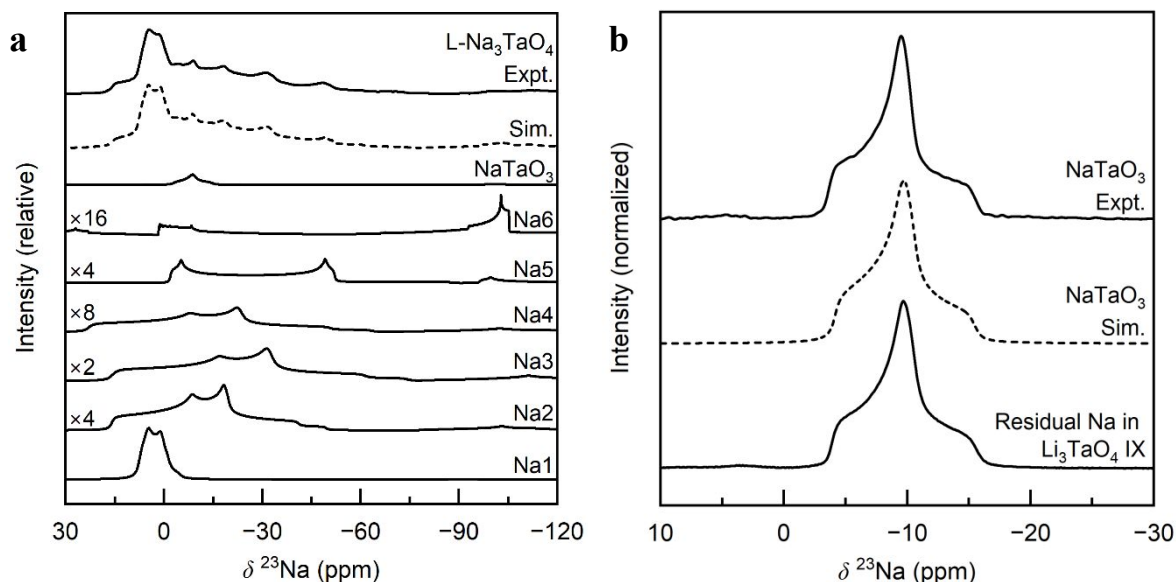 a
L-Na₃TaO₄
Expt.
Sim.
NaTaO₃
×16
Na6
×4
Na5
×8
Na4
×2
Na3
×4
Na2
Na1
Intensity (relative)
30 0 −30 −60 −90 −120
δ ²³Na (ppm)
b
NaTaO₃
Expt.
NaTaO₃
Sim.
Residual Na in
Li₃TaO₄ IX
Intensity (normalized)
10 0 −10 −20 −30
δ ²³Na (ppm)